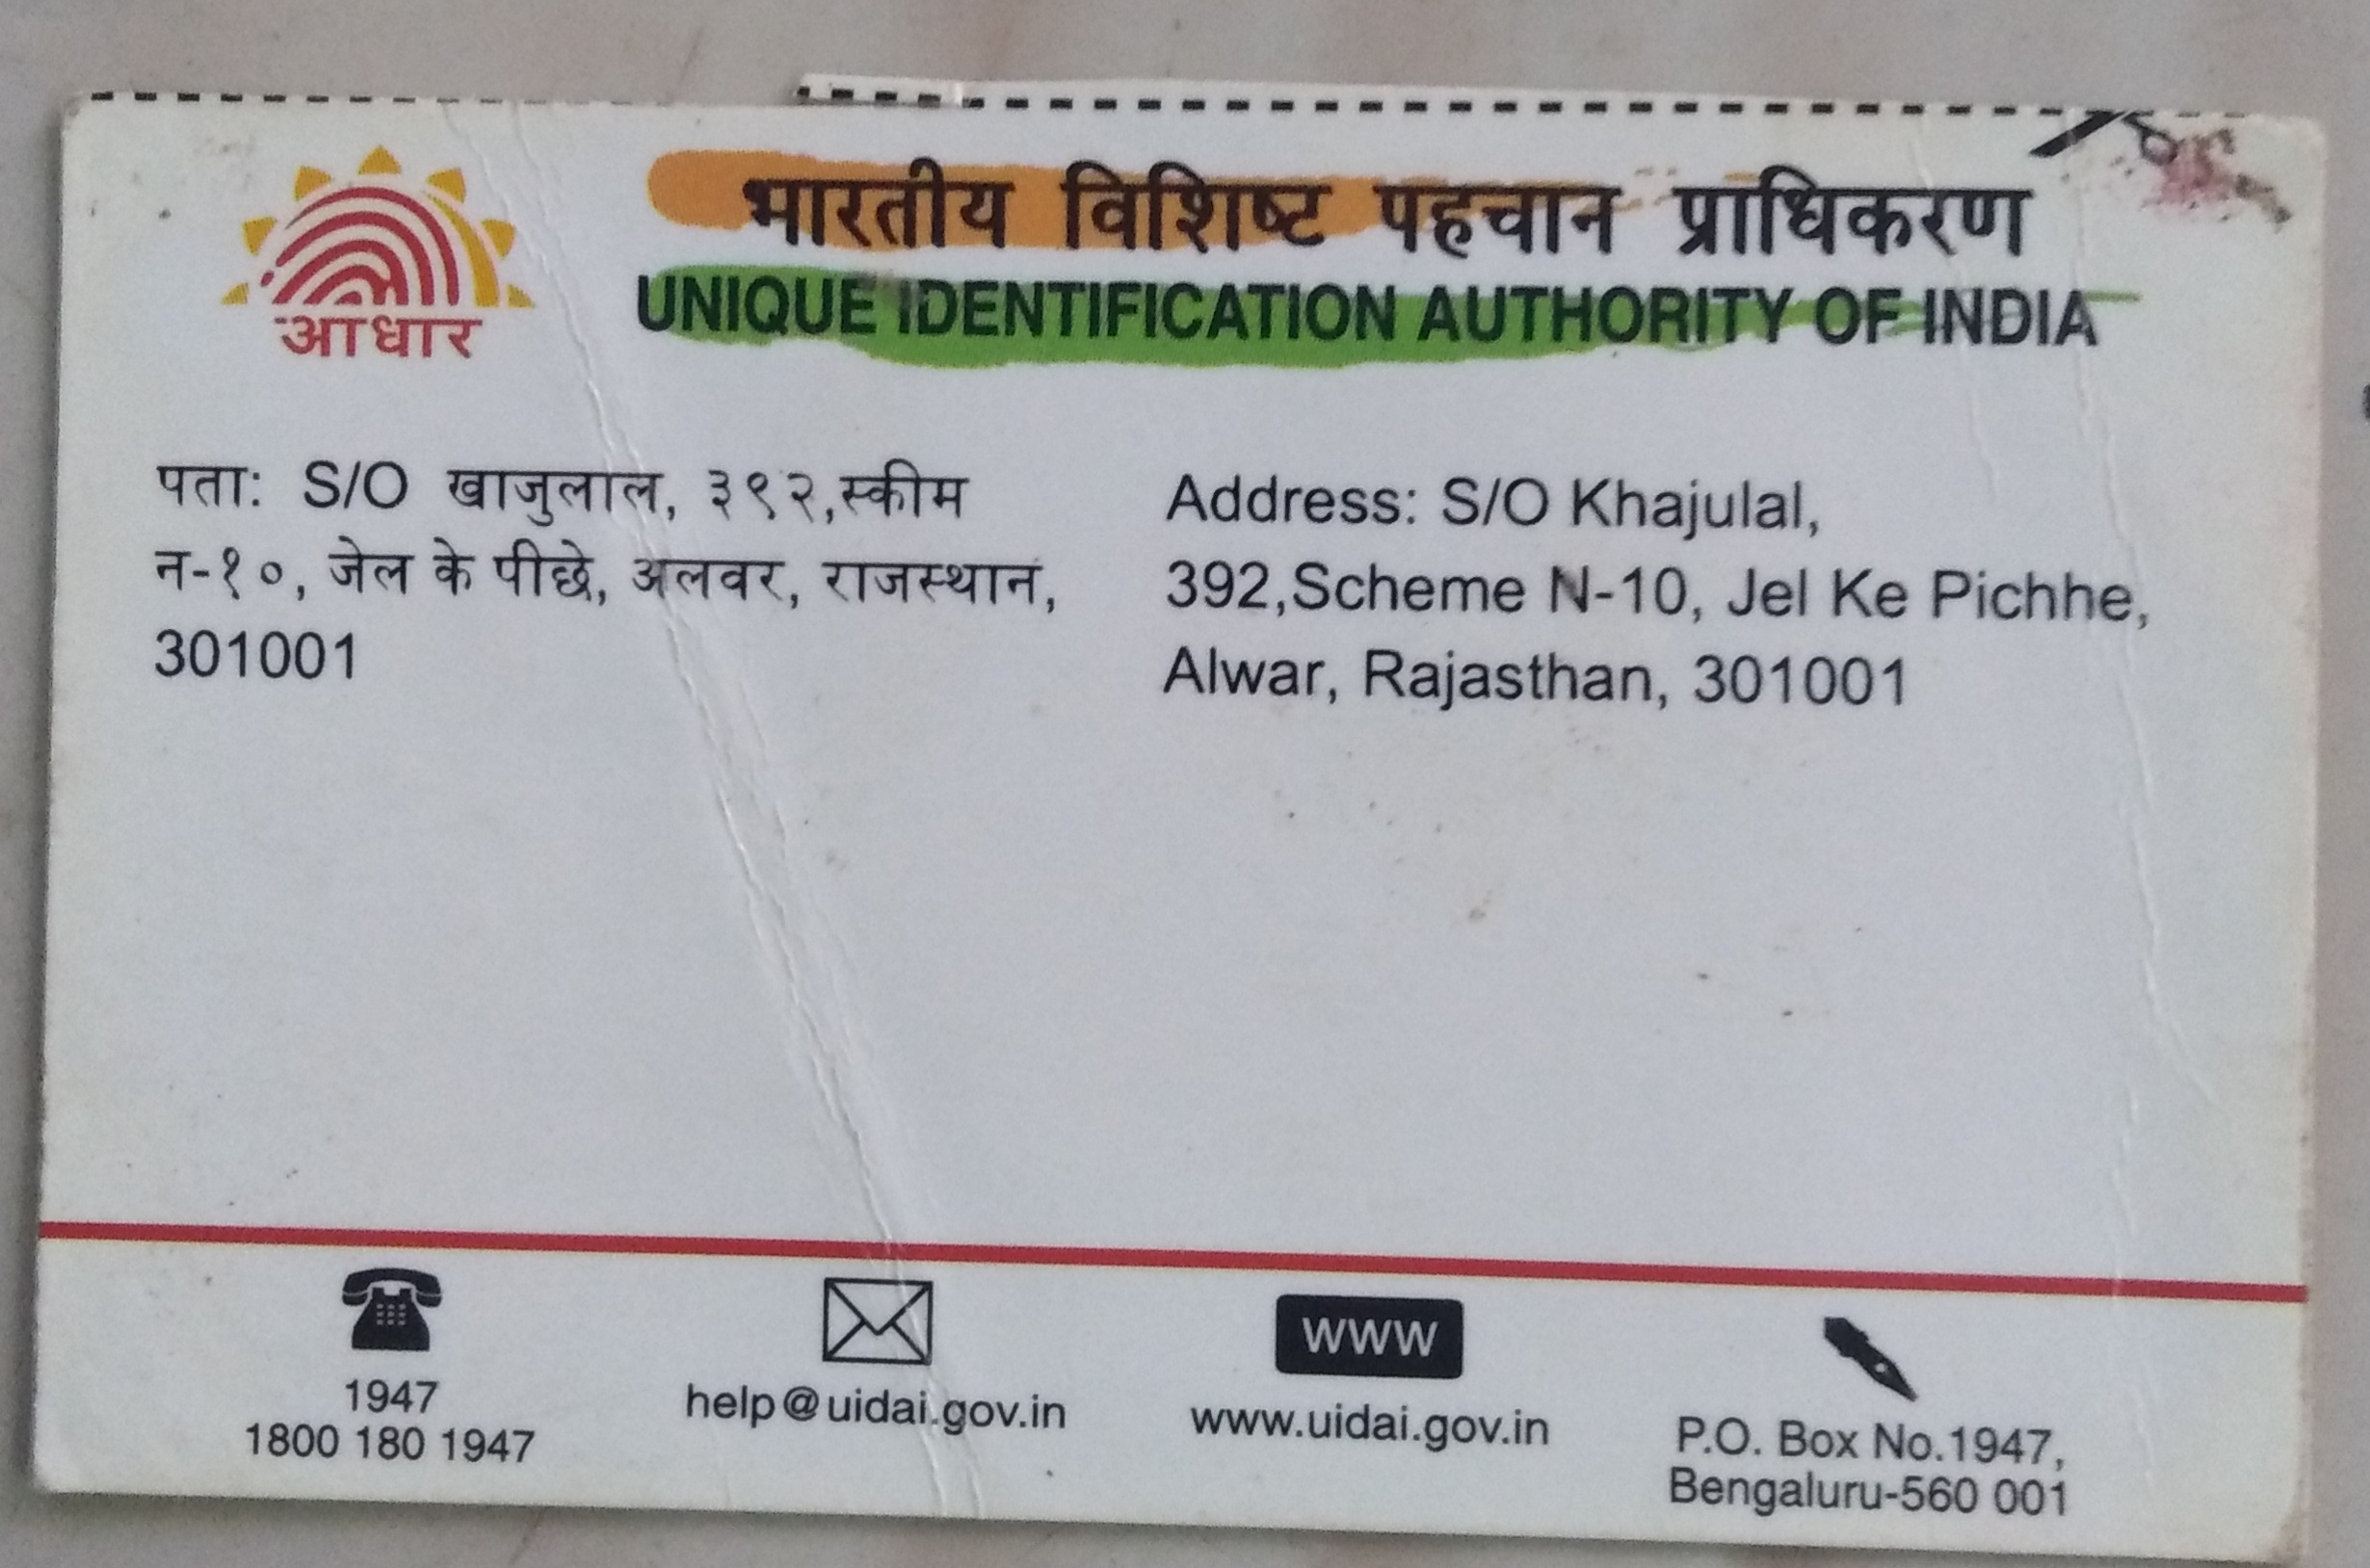 भारतीय विशिष्ट पहचान प्राधिकरण
UNIQUE IDENTIFICATION AUTHORITY OF INDIA
आधार
पता: S/O खाजुलाल, ३९२,स्कीम
न-१०, जेल के पीछे, अलवर, राजस्थान,
301001
Address: S/O Khajulal,
392,Scheme N-10, Jel Ke Pichhe,
Alwar, Rajasthan, 301001
1947
1800 180 1947
help@uidai.gov.in
www
www.uidai.gov.in
P.O. Box No.1947,
Bengaluru-560 001